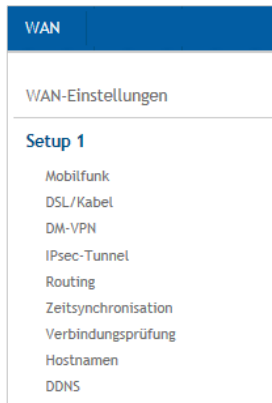 WAN
WAN-Einstellungen
Setup 1
Mobilfunk
DSL/Kabel
DM-VPN
IPsec-Tunnel
Routing
Zeitsynchronisation
Verbindungsprüfung
Hostnamen
DDNS